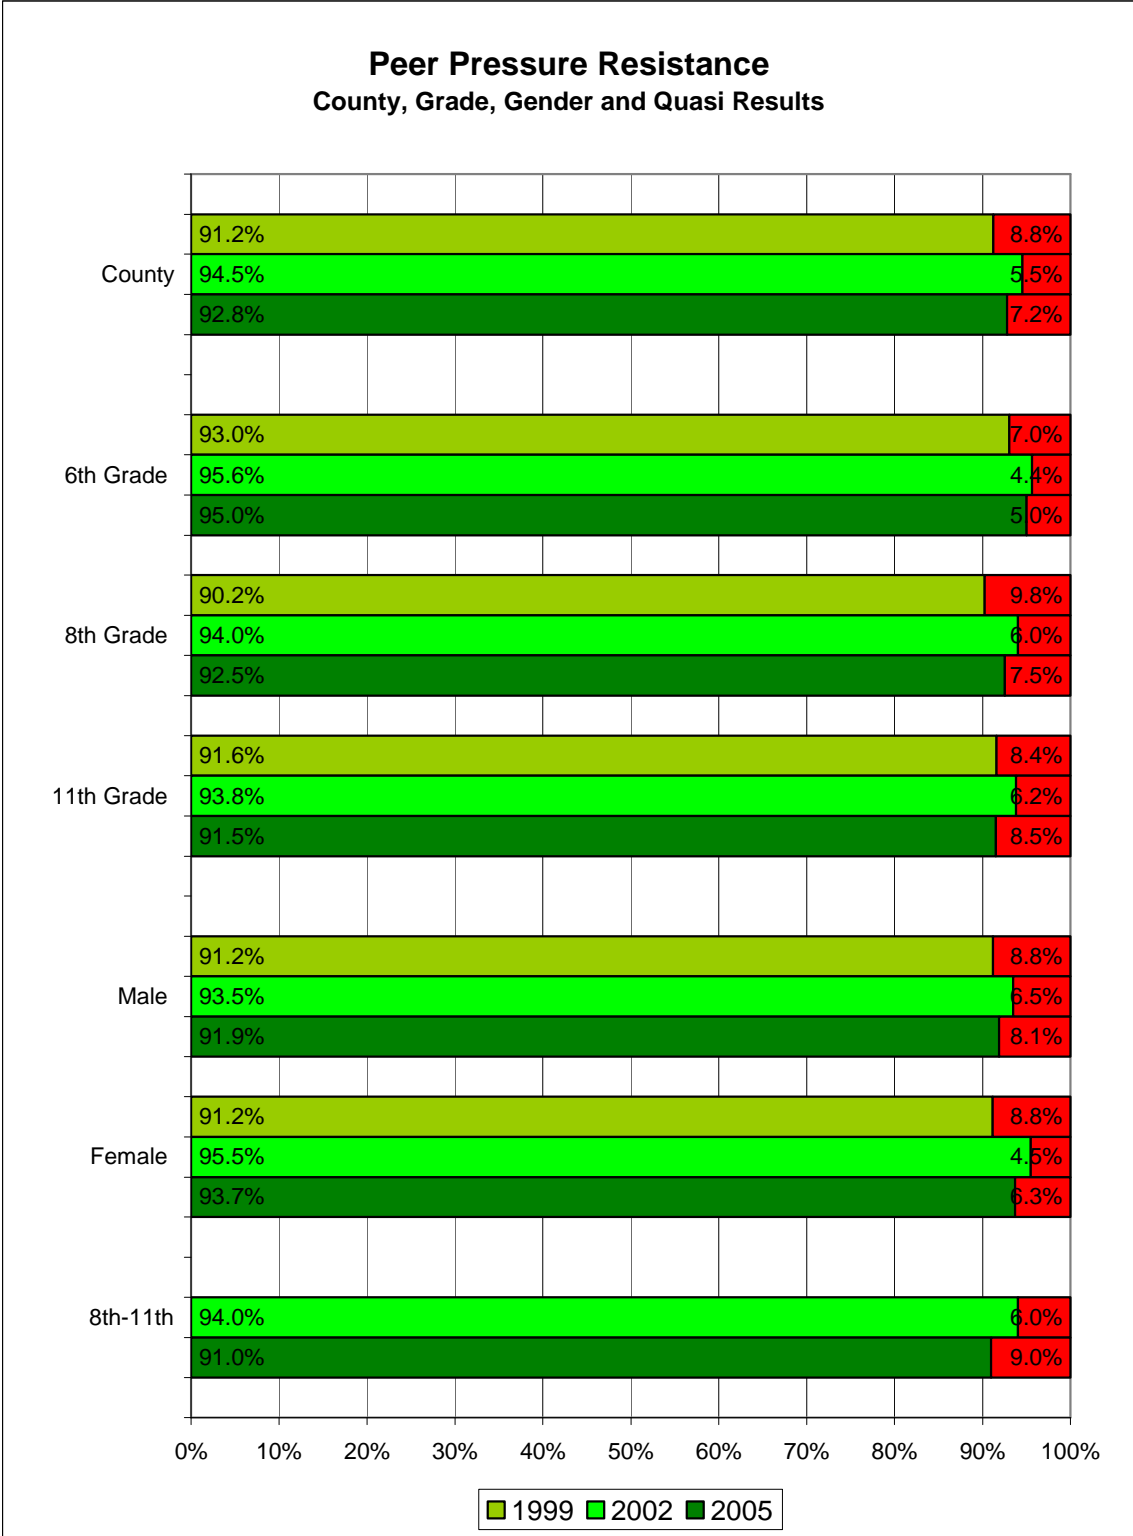 Peer Pressure Resistance
County, Grade, Gender and Quasi Results
91.2% 8.8%
County
94.5% 5.5%
92.8% 7.2%
93.0% 7.0%
6th Grade
95.6% 4.4%
95.0% 5.0%
90.2% 9.8%
8th Grade
94.0% 6.0%
92.5% 7.5%
91.6% 8.4%
11th Grade
93.8% 6.2%
91.5% 8.5%
91.2% 8.8%
Male
93.5% 6.5%
91.9% 8.1%
91.2% 8.8%
Female
95.5% 4.5%
93.7% 6.3%
8th-11th
94.0% 6.0%
91.0% 9.0%
0% 10% 20% 30% 40% 50% 60% 70% 80% 90% 100%
1999 2002 2005